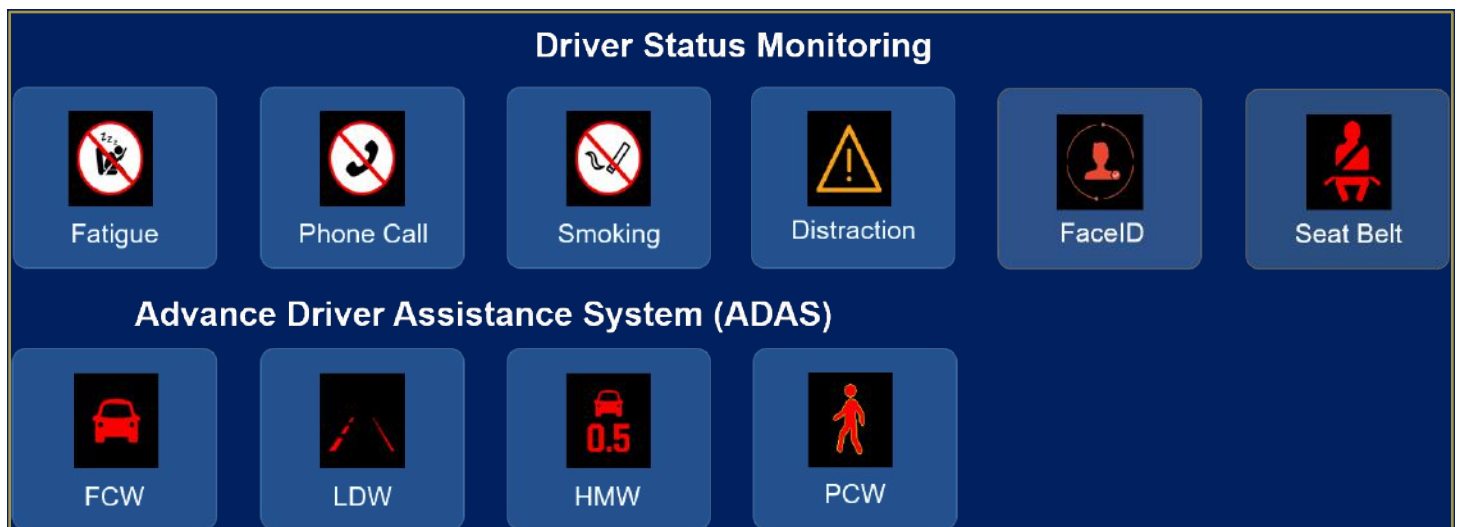 Driver Status Monitoring
zzz
Fatigue
Phone Call
Smoking
Distraction
FaceID
Seat Belt
Advance Driver Assistance System (ADAS)
0.5
FCW
LDW
HMW
PCW